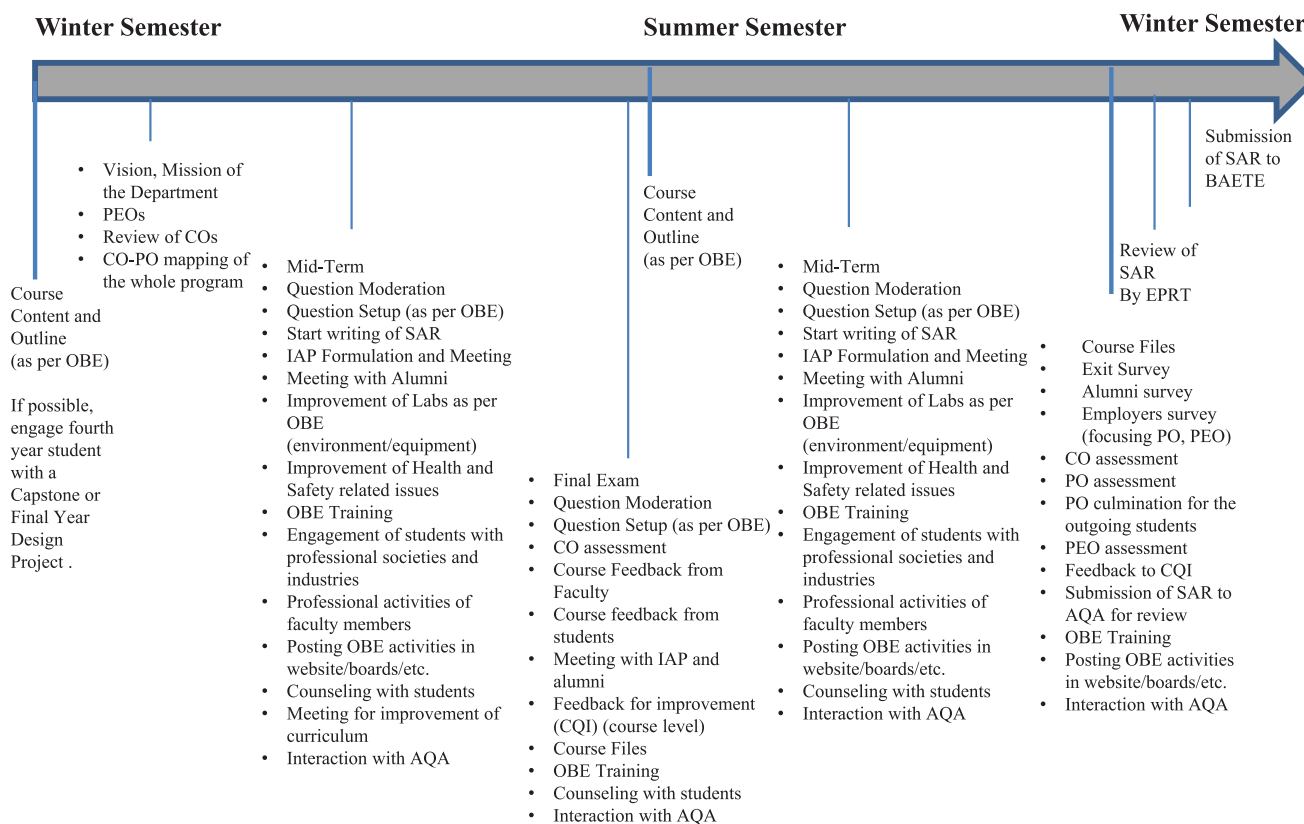 Winter Semester
Summer Semester
Winter Semester
Course
Content and
Outline
(as per OBE)
If possible,
engage fourth
year student
with a
Capstone or
Final Year
Design
Project .
• Vision, Mission of
the Department
• PEOs
• Review of COs
• CO-PO mapping of
the whole program
• Mid-Term
• Question Moderation
• Question Setup (as per OBE)
• Start writing of SAR
• IAP Formulation and Meeting
• Meeting with Alumni
• Improvement of Labs as per
OBE
(environment/equipment)
• Improvement of Health and
Safety related issues
• OBE Training
• Engagement of students with
professional societies and
industries
• Professional activities of
faculty members
• Posting OBE activities in
website/boards/etc.
• Counseling with students
• Meeting for improvement of
curriculum
• Interaction with AQA
• Final Exam
• Question Moderation
• Question Setup (as per OBE)
• CO assessment
• Course Feedback from
Faculty
• Course feedback from
students
• Meeting with IAP and
alumni
• Feedback for improvement
(CQI) (course level)
• Course Files
• OBE Training
• Counseling with students
• Interaction with AQA
Course
Content and
Outline
(as per OBE)
• Mid-Term
• Question Moderation
• Question Setup (as per OBE)
• Start writing of SAR
• IAP Formulation and Meeting
• Meeting with Alumni
• Improvement of Labs as per
OBE
(environment/equipment)
• Improvement of Health and
Safety related issues
• OBE Training
• Engagement of students with
professional societies and
industries
• Professional activities of
faculty members
• Posting OBE activities in
website/boards/etc.
• Counseling with students
• Interaction with AQA
• Course Files
• Exit Survey
• Alumni survey
• Employers survey
(focusing PO, PEO)
• CO assessment
• PO assessment
• PO culmination for the
outgoing students
• PEO assessment
• Feedback to CQI
• Submission of SAR to
AQA for review
• OBE Training
• Posting OBE activities
in website/boards/etc.
• Interaction with AQA
Review of
SAR
By EPRT
Submission
of SAR to
BAETE